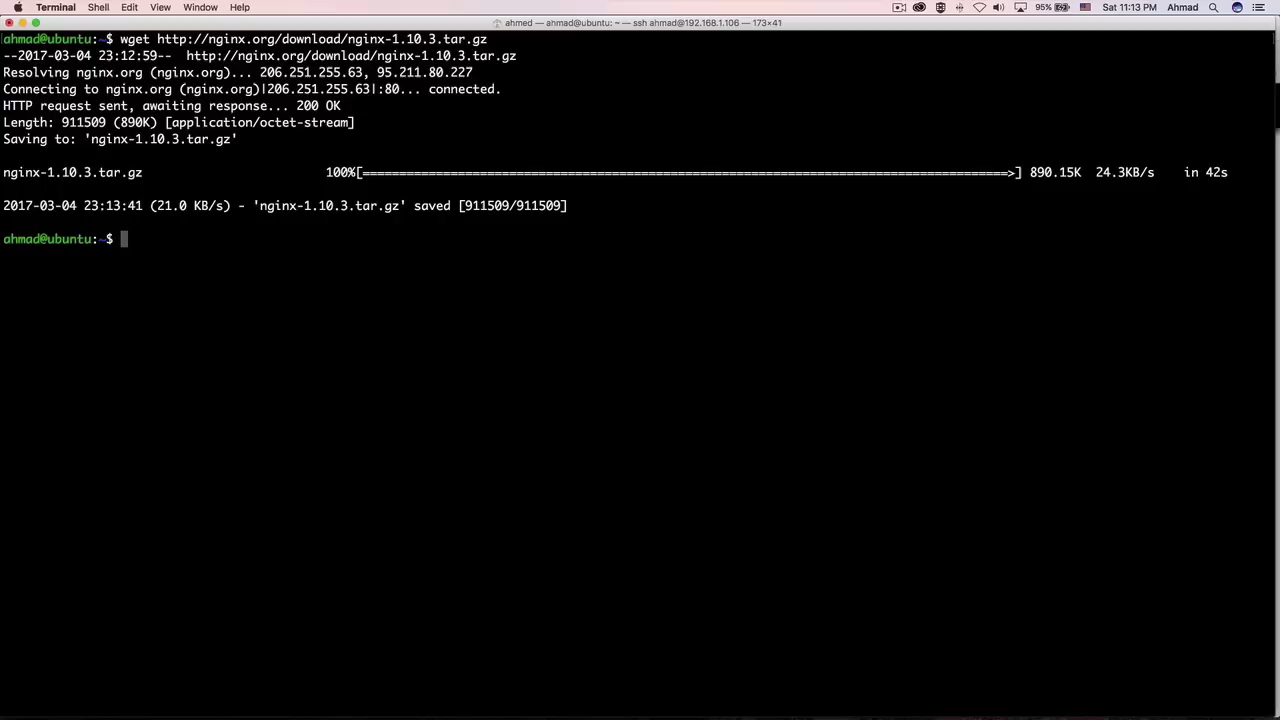 Terminal Shell Edit View Window Help 95% Sat 11:13 PM Ahmad
ahmed — ahmad@ubuntu: ~ — ssh ahmad@192.168.1.106 — 173×41
ahmad@ubuntu:~$ wget http://nginx.org/download/nginx-1.10.3.tar.gz
--2017-03-04 23:12:59-- http://nginx.org/download/nginx-1.10.3.tar.gz
Resolving nginx.org (nginx.org)... 206.251.255.63, 95.211.80.227
Connecting to nginx.org (nginx.org)|206.251.255.63|:80... connected.
HTTP request sent, awaiting response... 200 OK
Length: 911509 (890K) [application/octet-stream]
Saving to: 'nginx-1.10.3.tar.gz'
nginx-1.10.3.tar.gz 100%[=========================================================================================>] 890.15K 24.3KB/s in 42s
2017-03-04 23:13:41 (21.0 KB/s) - 'nginx-1.10.3.tar.gz' saved [911509/911509]
ahmad@ubuntu:~$